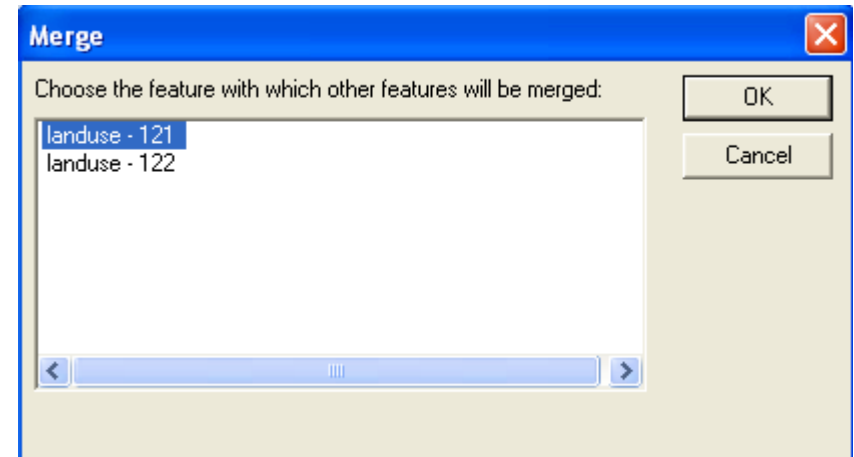 Merge
Choose the feature with which other features will be merged:
OK
landuse - 121
landuse - 122
Cancel